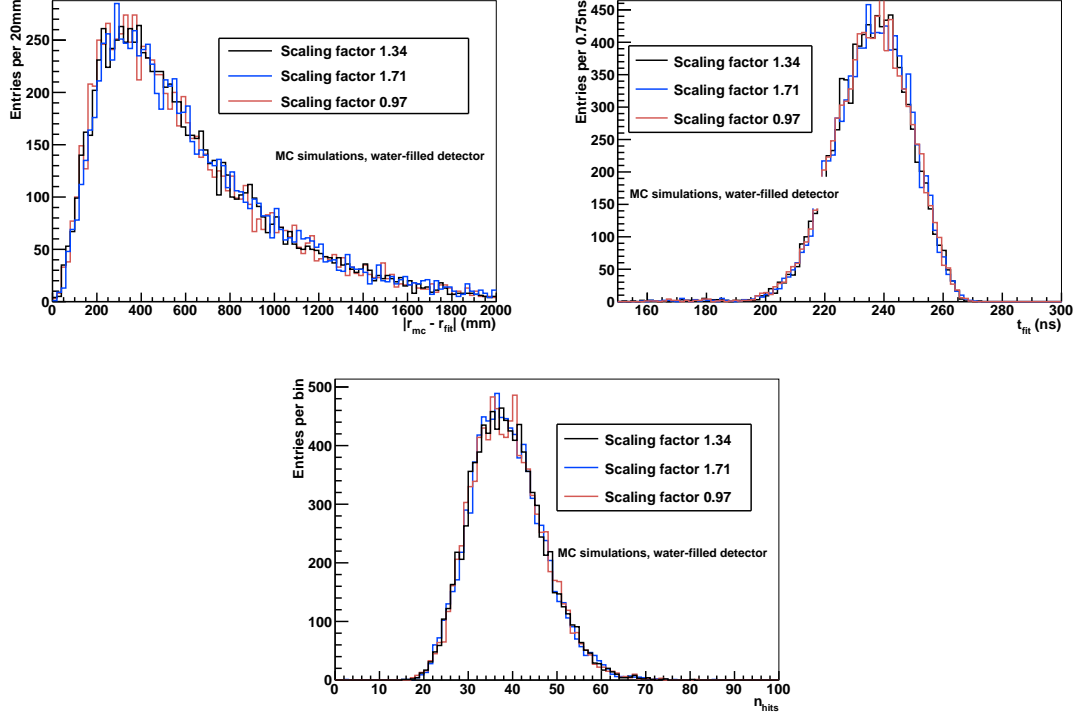 Entries per 20mm
250
200
150
100
50
0
Scaling factor 1.34
Scaling factor 1.71
Scaling factor 0.97
MC simulations, water-filled detector
0 200 400 600 800 1000 1200 1400 1600 1800 2000
|r_mc - r_fit| (mm)
Entries per 0.75ns
450
400
350
300
250
200
150
100
50
0
Scaling factor 1.34
Scaling factor 1.71
Scaling factor 0.97
MC simulations, water-filled detector
160 180 200 220 240 260 280 300
t_fit (ns)
Entries per bin
500
400
300
200
100
0
Scaling factor 1.34
Scaling factor 1.71
Scaling factor 0.97
MC simulations, water-filled detector
0 10 20 30 40 50 60 70 80 90 100
n_hits